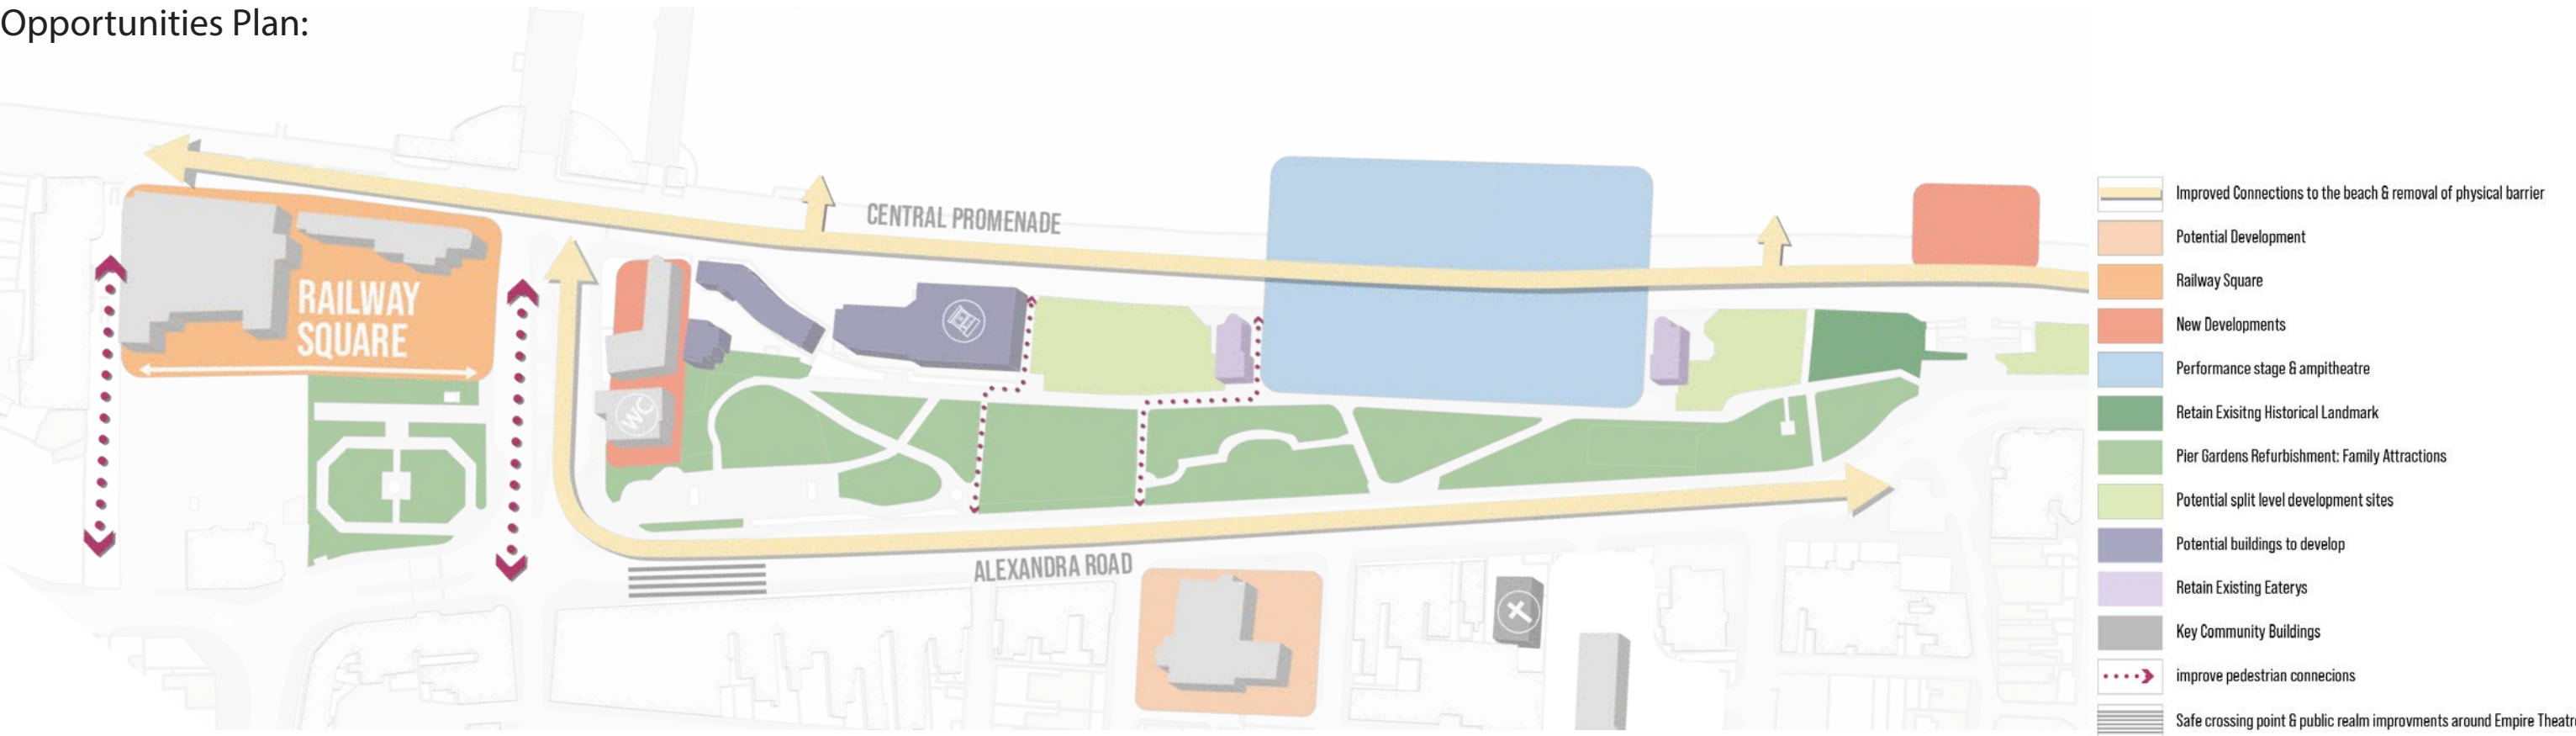 Opportunities Plan:
CENTRAL PROMENADE
RAILWAY
SQUARE
WC
ALEXANDRA ROAD
Improved Connections to the beach & removal of physical barrier
Potential Development
Railway Square
New Developments
Performance stage & ampitheatre
Retain Exisitng Historical Landmark
Pier Gardens Refurbishment: Family Attractions
Potential split level development sites
Potential buildings to develop
Retain Existing Eaterys
Key Community Buildings
improve pedestrian connecions
Safe crossing point & public realm improvments around Empire Theatr